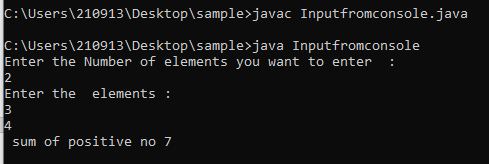 C:\Users\210913\Desktop\sample>javac Inputfromconsole.java
C:\Users\210913\Desktop\sample>java Inputfromconsole
Enter the Number of elements you want to enter  :
2
Enter the  elements :
3
4
 sum of positive no 7